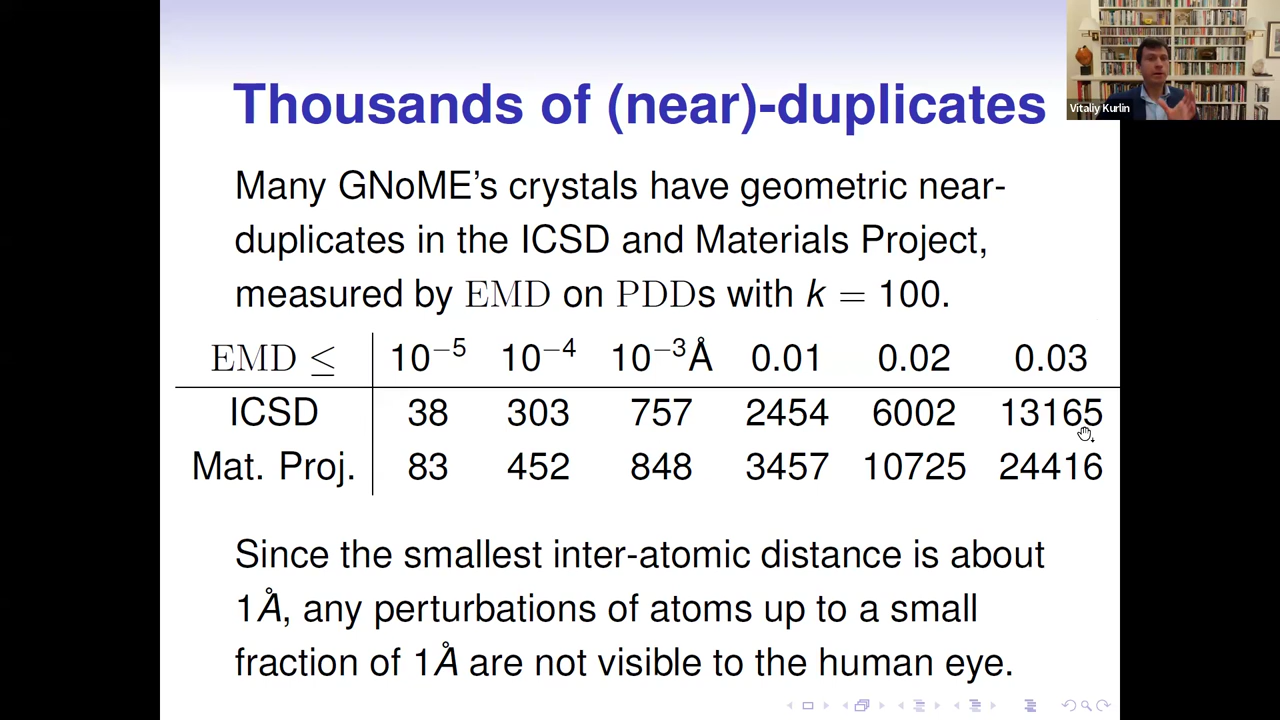 Thousands of (near)-duplicates
Vitaliy Kurlin
Many GNoME's crystals have geometric near-
duplicates in the ICSD and Materials Project,
measured by EMD on PDDs with k = 100.
EMD ≤ 10⁻⁵ 10⁻⁴ 10⁻³Å 0.01 0.02 0.03
ICSD 38 303 757 2454 6002 13165
Mat. Proj. 83 452 848 3457 10725 24416
Since the smallest inter-atomic distance is about
1Å, any perturbations of atoms up to a small
fraction of 1Å are not visible to the human eye.